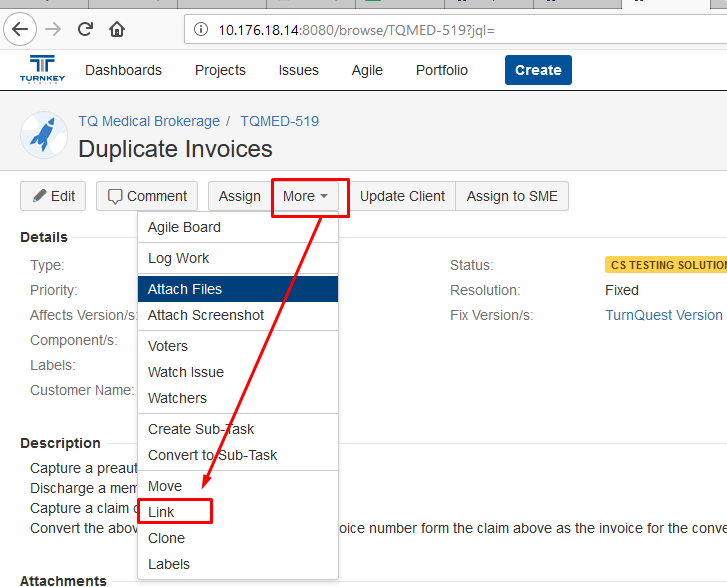 10.176.18.14:8080/browse/TQMED-519?jql=
TURNKEY
Dashboards Projects Issues Agile Portfolio Create
TQ Medical Brokerage / TQMED-519
Duplicate Invoices
Edit Comment Assign More Update Client Assign to SME
Agile Board
Details
Log Work
Type: Status: CS TESTING SOLUTION
Attach Files
Priority: Resolution: Fixed
Attach Screenshot
Affects Version/s: Fix Version/s: TurnQuest Version
Component/s:
Voters
Labels:
Watch Issue
Customer Name:
Watchers
Create Sub-Task
Description
Convert to Sub-Task
Capture a preaut
Move
Discharge a mem
Capture a claim
Link
Convert the abov oice number form the claim above as the invoice for the conve
Clone
Labels
Attachments